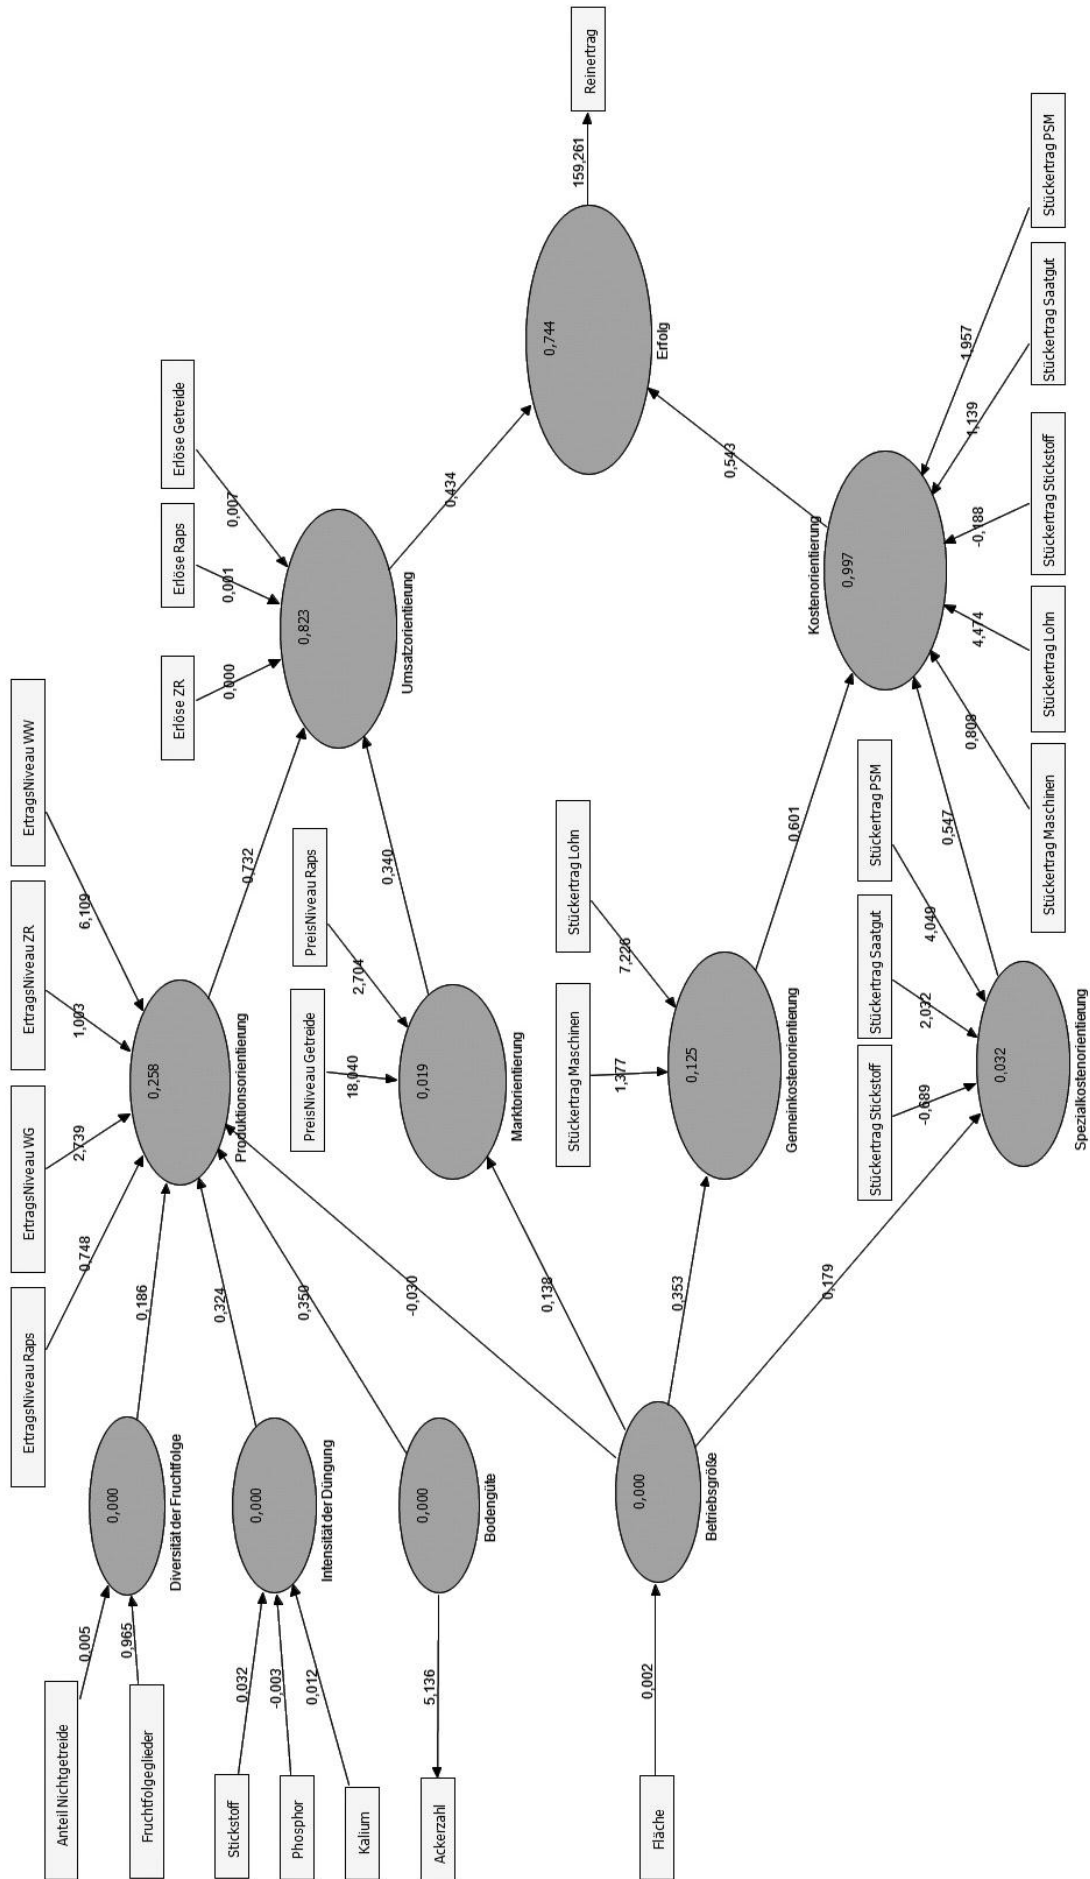 Anteil Nichtgetreide
0,005
Fruchtfolgeglieder
0,965
0,000
Diversität der Fruchtfolge
Stickstoff
0,032
Phosphor
-0,003
Kalium
0,012
0,000
Intensität der Düngung
Ackerzahl
5,136
0,000
Bodengüte
Fläche
0,002
0,000
Betriebsgröße
ErtragsNiveau Raps
0,748
ErtragsNiveau WG
2,739
ErtragsNiveau ZR
1,003
ErtragsNiveau WW
6,109
0,186
0,324
0,350
-0,030
0,258
Produktionsorientierung
PreisNiveau Getreide
18,040
PreisNiveau Raps
2,704
0,138
0,019
Marktorientierung
Stückertrag Maschinen
1,377
Stückertrag Lohn
7,226
0,353
0,125
Gemeinkostenorientierung
Stückertrag Stickstoff
-0,689
Stückertrag Saatgut
2,032
Stückertrag PSM
4,049
0,179
0,032
Spezialkostenorientierung
Erlöse ZR
0,000
Erlöse Raps
0,001
Erlöse Getreide
0,007
0,732
0,340
0,823
Umsatzorientierung
0,601
0,547
Kostenorientierung
0,997
Stückertrag Maschinen
0,808
Stückertrag Lohn
4,474
Stückertrag Stickstoff
-0,188
Stückertrag Saatgut
1,139
Stückertrag PSM
1,957
0,434
0,543
0,744
Erfolg
159,261
Reinertrag